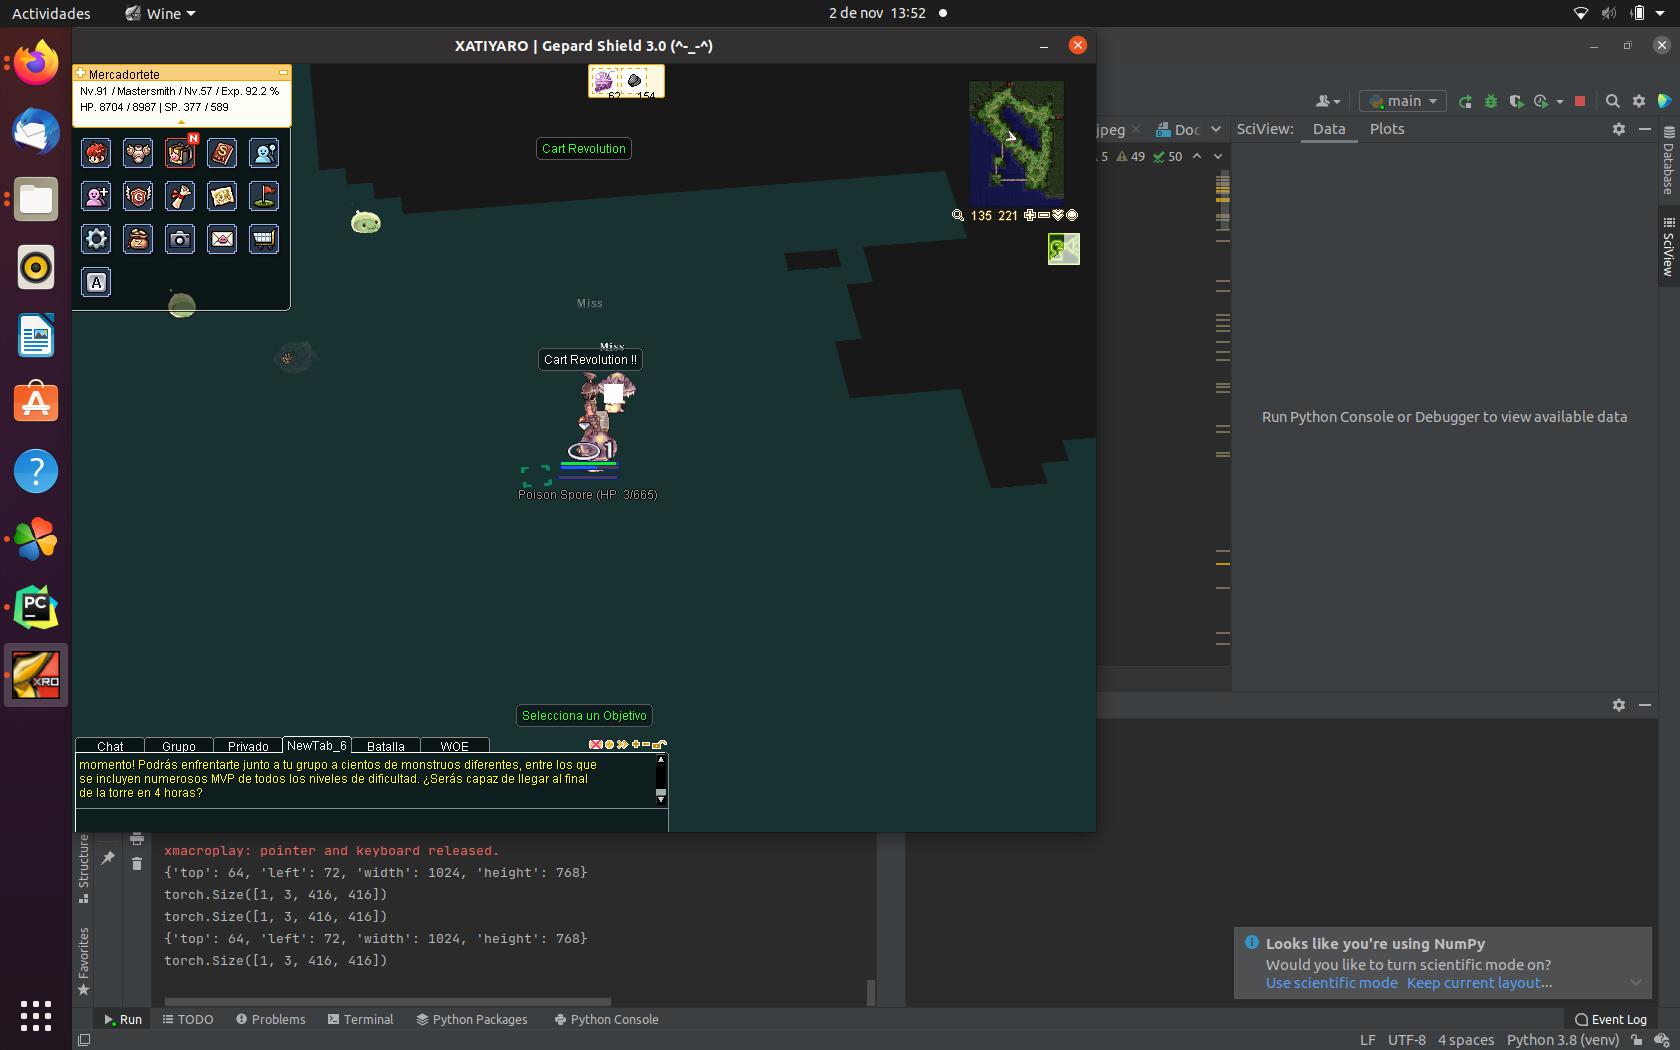 Actividades
Wine
2 de nov 13:52
XATIYARO | Gepard Shield 3.0 (^-_-^)
Mercadortete
Nv.91 / Mastersmith / Nv.57 / Exp. 92.2 %
HP. 8704 / 8987 | SP. 377 / 589
N
A
62 154
Cart Revolution
135 221
Miss
Miss
Cart Revolution !!
1
Poison Spore (HP: 3/665)
Selecciona un Objetivo
Chat Grupo Privado NewTab_6 Batalla WOE
momento! Podrás enfrentarte junto a tu grupo a cientos de monstruos diferentes, entre los que
se incluyen numerosos MVP de todos los niveles de dificultad. ¿Serás capaz de llegar al final
de la torre en 4 horas?
PC
XRO
main
jpeg
Doc
SciView: Data Plots
5 49 50
Database
SciView
Run Python Console or Debugger to view available data
Structure
Favorites
xmacroplay: pointer and keyboard released.
{'top': 64, 'left': 72, 'width': 1024, 'height': 768}
torch.Size([1, 3, 416, 416])
torch.Size([1, 3, 416, 416])
{'top': 64, 'left': 72, 'width': 1024, 'height': 768}
torch.Size([1, 3, 416, 416])
Looks like you're using NumPy
Would you like to turn scientific mode on?
Use scientific mode Keep current layout...
Run TODO Problems Terminal Python Packages Python Console
Event Log
LF UTF-8 4 spaces Python 3.8 (venv)